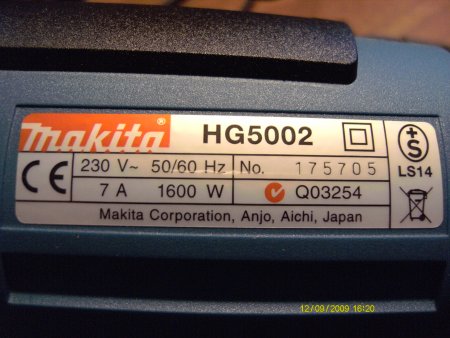 makita® HG5002
230 V~ 50/60 Hz No. 175705
7 A 1600 W Q03254
Makita Corporation, Anjo, Aichi, Japan
CE
S
LS14
12/09/2009 16:20